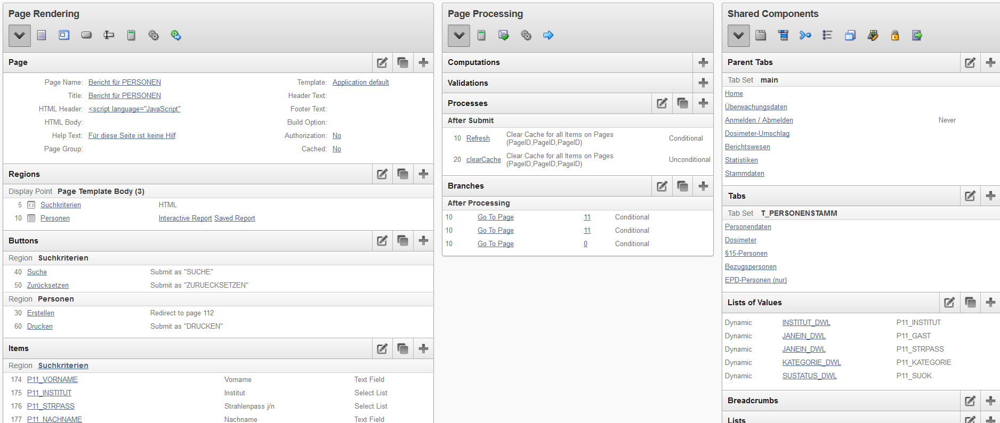 Page Rendering
Page
Page Name: Bericht für PERSONEN
Title: Bericht für PERSONEN
HTML Header: <script language="JavaScript"
HTML Body:
Help Text: Für diese Seite ist keine Hilf
Page Group:
Template: Application default
Header Text:
Footer Text:
Build Option:
Authorization: No
Cached: No
Regions
Display Point Page Template Body (3)
5 Suchkriterien HTML
10 Personen Interactive Report Saved Report
Buttons
Region Suchkriterien
40 Suche Submit as "SUCHE"
50 Zurücksetzen Submit as "ZURUECKSETZEN"
Region Personen
30 Erstellen Redirect to page 112
60 Drucken Submit as "DRUCKEN"
Items
Region Suchkriterien
174 P11_VORNAME Vorname Text Field
175 P11_INSTITUT Institut Select List
176 P11_STRPASS Strahlenpass j/n Select List
177 P11_NACHNAME Nachname Text Field
Page Processing
Computations
Validations
Processes
After Submit
10 Refresh Clear Cache for all Items on Pages Conditional
(PageID,PageID,PageID)
20 clearCache Clear Cache for all Items on Pages Unconditional
(PageID,PageID,PageID)
Branches
After Processing
10 Go To Page 11 Conditional
10 Go To Page 11 Conditional
10 Go To Page 0 Conditional
Shared Components
Parent Tabs
Tab Set main
Home
Überwachungsdaten
Anmelden / Abmelden Never
Dosimeter-Umschlag
Berichtswesen
Statistiken
Stammdaten
Tabs
Tab Set T_PERSONENSTAMM
Personendaten
Dosimeter
§15-Personen
Bezugspersonen
EPD-Personen (nur)
Lists of Values
Dynamic INSTITUT_DWL P11_INSTITUT
Dynamic JANEIN_DWL P11_GAST
Dynamic JANEIN_DWL P11_STRPASS
Dynamic KATEGORIE_DWL P11_KATEGORIE
Dynamic SUSTATUS_DWL P11_SUOK
Breadcrumbs
Lists